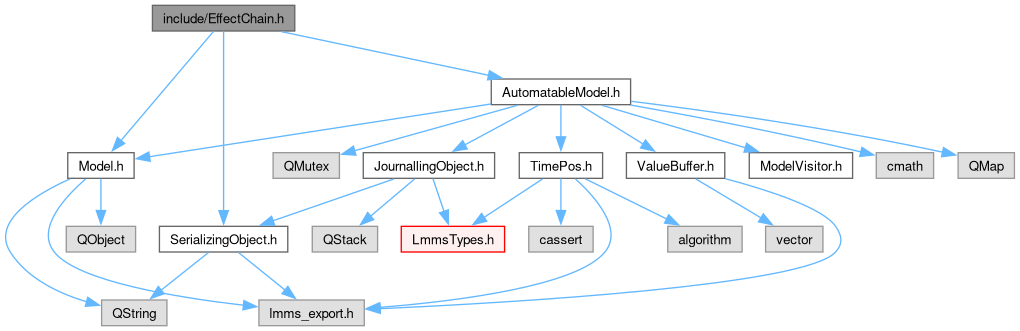 include/EffectChain.h
AutomatableModel.h
Model.h
QMutex
JournallingObject.h
TimePos.h
ValueBuffer.h
ModelVisitor.h
cmath
QMap
QObject
SerializingObject.h
QStack
LmmsTypes.h
cassert
algorithm
vector
QString
lmms_export.h